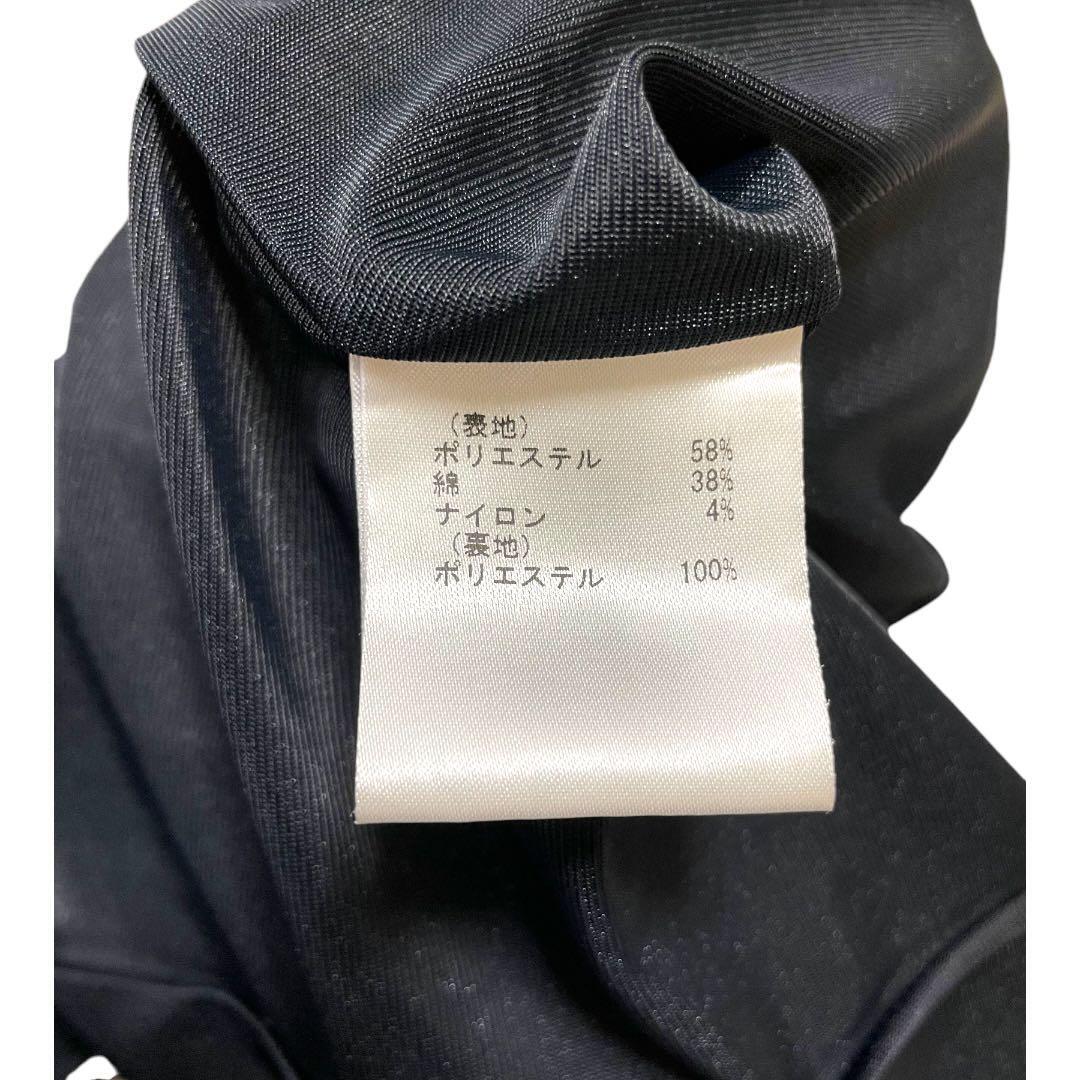 (表地)
ポリエステル 58%
綿 38%
ナイロン 4%
(裏地)
ポリエステル 100%